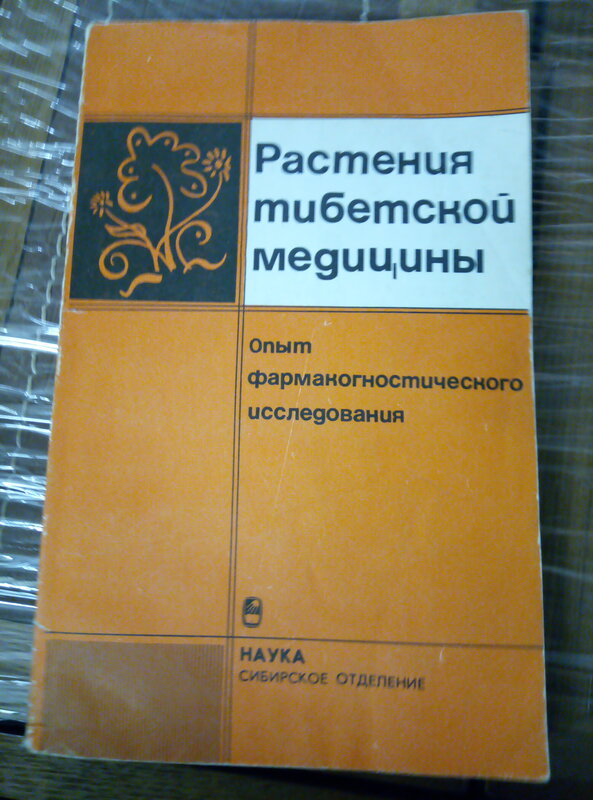 Растения
тибетской
медицины
Опыт
фармакогностического
исследования
НАУКА
СИБИРСКОЕ ОТДЕЛЕНИЕ